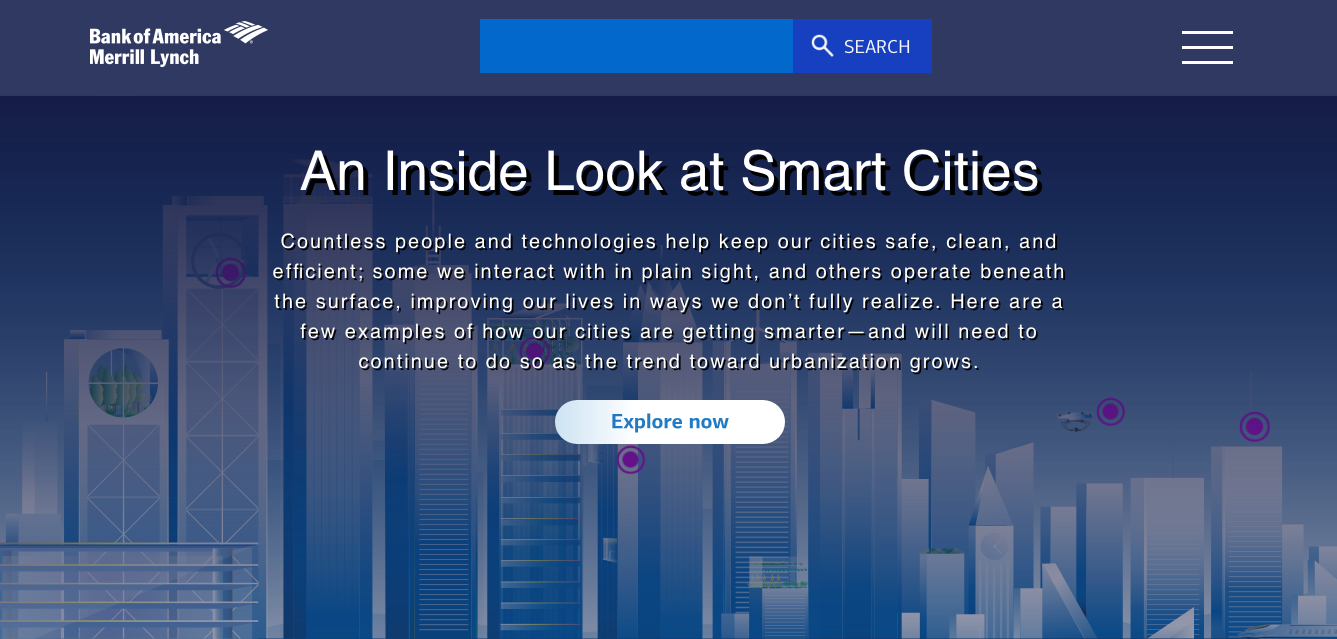 Bank of America
Merrill Lynch
SEARCH
An Inside Look at Smart Cities
Countless people and technologies help keep our cities safe, clean, and
efficient; some we interact with in plain sight, and others operate beneath
the surface, improving our lives in ways we don’t fully realize. Here are a
few examples of how our cities are getting smarter—and will need to
continue to do so as the trend toward urbanization grows.
Explore now